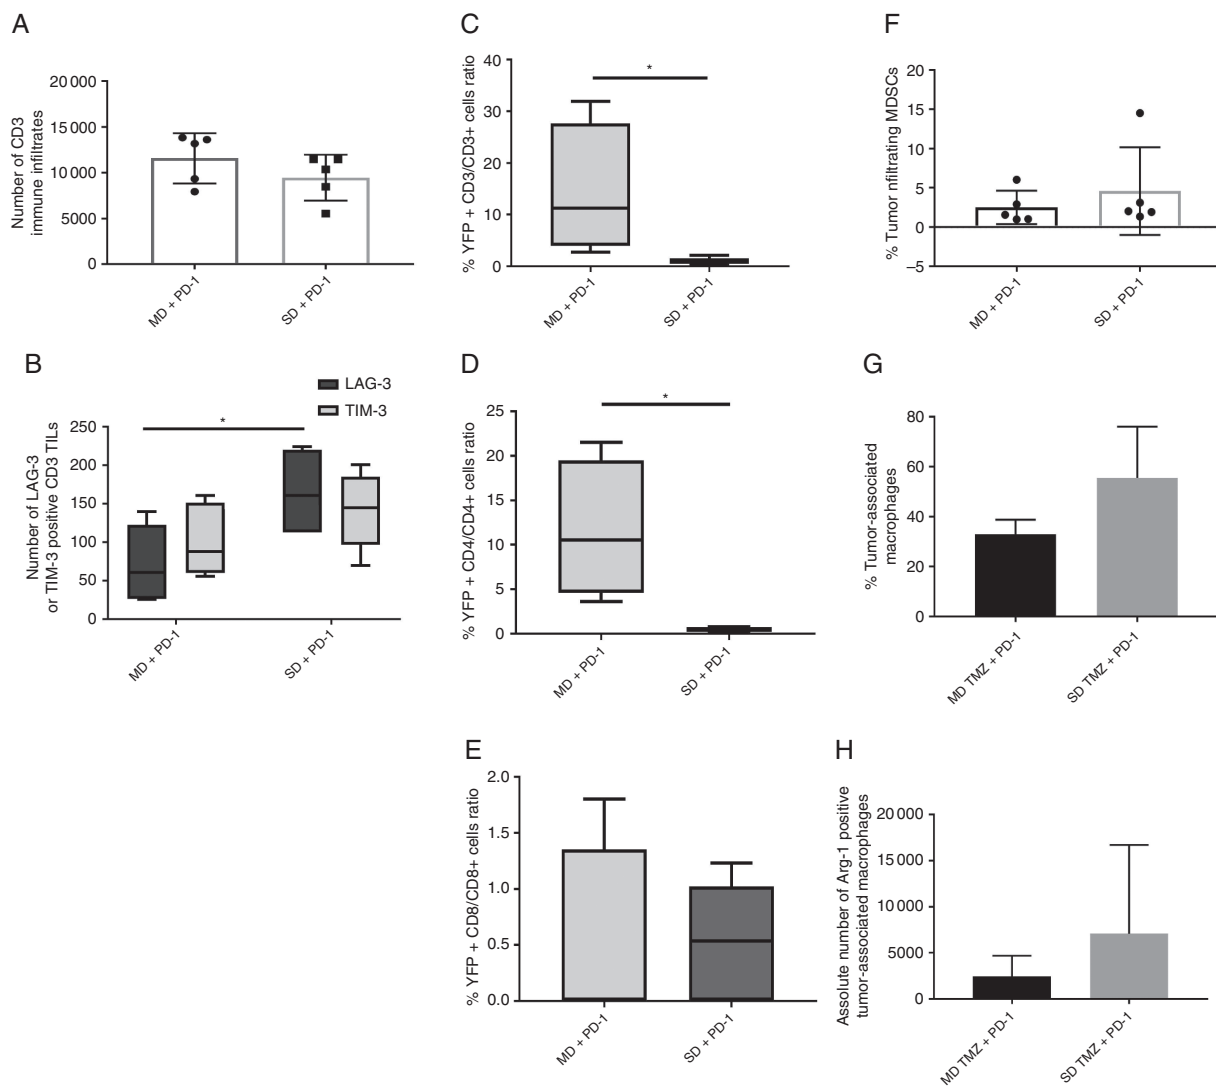 A
Number of CD3
immune infiltrates
20 000
15 000
10 000
5000
0
MD + PD-1
SD + PD-1
B
LAG-3
TIM-3
*
Number of LAG-3
or TIM-3 positive CD3 TILs
250
200
150
100
50
0
MD + PD-1
SD + PD-1
C
% YFP + CD3/CD3+ cells ratio
40
30
20
10
0
*
MD + PD-1
SD + PD-1
D
% YFP + CD4/CD4+ cells ratio
25
20
15
10
5
0
*
MD + PD-1
SD + PD-1
E
% YFP + CD8/CD8+ cells ratio
2.0
1.5
1.0
0.5
0.0
MD + PD-1
SD + PD-1
F
% Tumor nfiltrating MDSCs
20
15
10
5
0
–5
MD + PD-1
SD + PD-1
G
% Tumor-associated
macrophages
80
60
40
20
0
MD TMZ + PD-1
SD TMZ + PD-1
H
Assolute number of Arg-1 positive
tumor-associated macrophages
20 000
15 000
10 000
5000
0
MD TMZ + PD-1
SD TMZ + PD-1